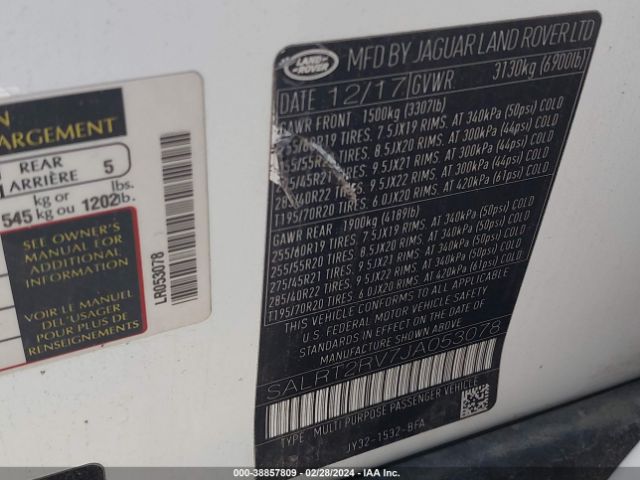 N
ARGEMENT
REAR
ARRIÈRE 5
kg or lbs.
545 kg ou 1202 lb.
SEE OWNER'S
MANUAL FOR
ADDITIONAL
INFORMATION
VOIR LE MANUEL
DE L'USAGER
POUR PLUS DE
RENSEIGNEMENTS
LR053078
LAND
ROVER
MFD BY JAGUAR LAND ROVER LTD
DATE 12/17 GVWR 3130kg (6900lb)
GAWR FRONT 1500kg (3307lb)
TIRES, 7.5JX19 RIMS, AT 340kPa (50psi) COLD
/55R20 TIRES, 8.5JX20 RIMS, AT 300kPa (44psi) COLD
/45R21 TIRES, 9.5JX21 RIMS, AT 300kPa (44psi) COLD
285/40R22 TIRES, 9.5JX22 RIMS, AT 300kPa (44psi) COLD
T195/70R20 TIRES, 6.0JX20 RIMS, AT 420kPa (61psi) COLD
GAWR REAR 1900kg (4189lb)
255/60R19 TIRES, 7.5JX19 RIMS, AT 340kPa (50psi) COLD
255/55R20 TIRES, 8.5JX20 RIMS, AT 340kPa (50psi) COLD
275/45R21 TIRES, 9.5JX21 RIMS, AT 340kPa (50psi) COLD
285/40R22 TIRES, 9.5JX22 RIMS, AT 340kPa (50psi) COLD
T195/70R20 TIRES, 6.0JX20 RIMS, AT 420kPa (61psi) COLD
THIS VEHICLE CONFORMS TO ALL APPLICABLE
U.S. FEDERAL MOTOR VEHICLE SAFETY
STANDARDS IN EFFECT ON THE DATE OF
MANUFACTURE SHOWN ABOVE
SALRT2RV7JA053078
TYPE: MULTI PURPOSE PASSENGER VEHICLE
JY32-1532-BFA
000-38857809 - 02/28/2024 - IAA Inc.